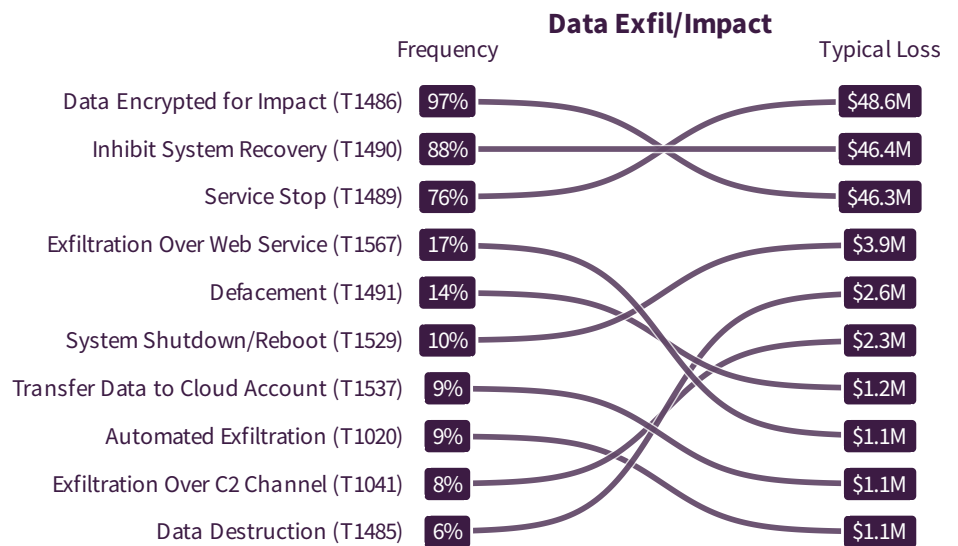 Data Exfil/Impact
Frequency Typical Loss
Data Encrypted for Impact (T1486) 97% $48.6M
Inhibit System Recovery (T1490) 88% $46.4M
Service Stop (T1489) 76% $46.3M
Exfiltration Over Web Service (T1567) 17% $3.9M
Defacement (T1491) 14% $2.6M
System Shutdown/Reboot (T1529) 10% $2.3M
Transfer Data to Cloud Account (T1537) 9% $1.2M
Automated Exfiltration (T1020) 9% $1.1M
Exfiltration Over C2 Channel (T1041) 8% $1.1M
Data Destruction (T1485) 6% $1.1M